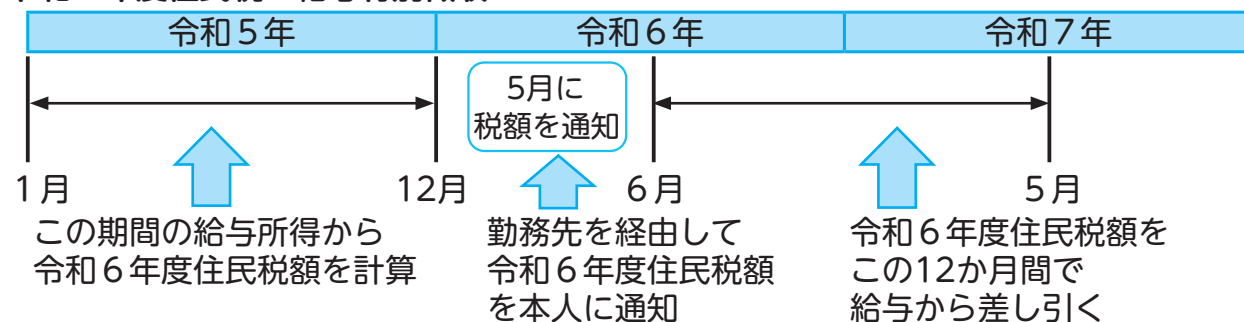 令和５年
令和６年
令和７年
5月に
税額を通知
1月
12月
6月
5月
この期間の給与所得から
令和６年度住民税額を計算
勤務先を経由して
令和６年度住民税額
を本人に通知
令和６年度住民税額を
この12か月間で
給与から差し引く